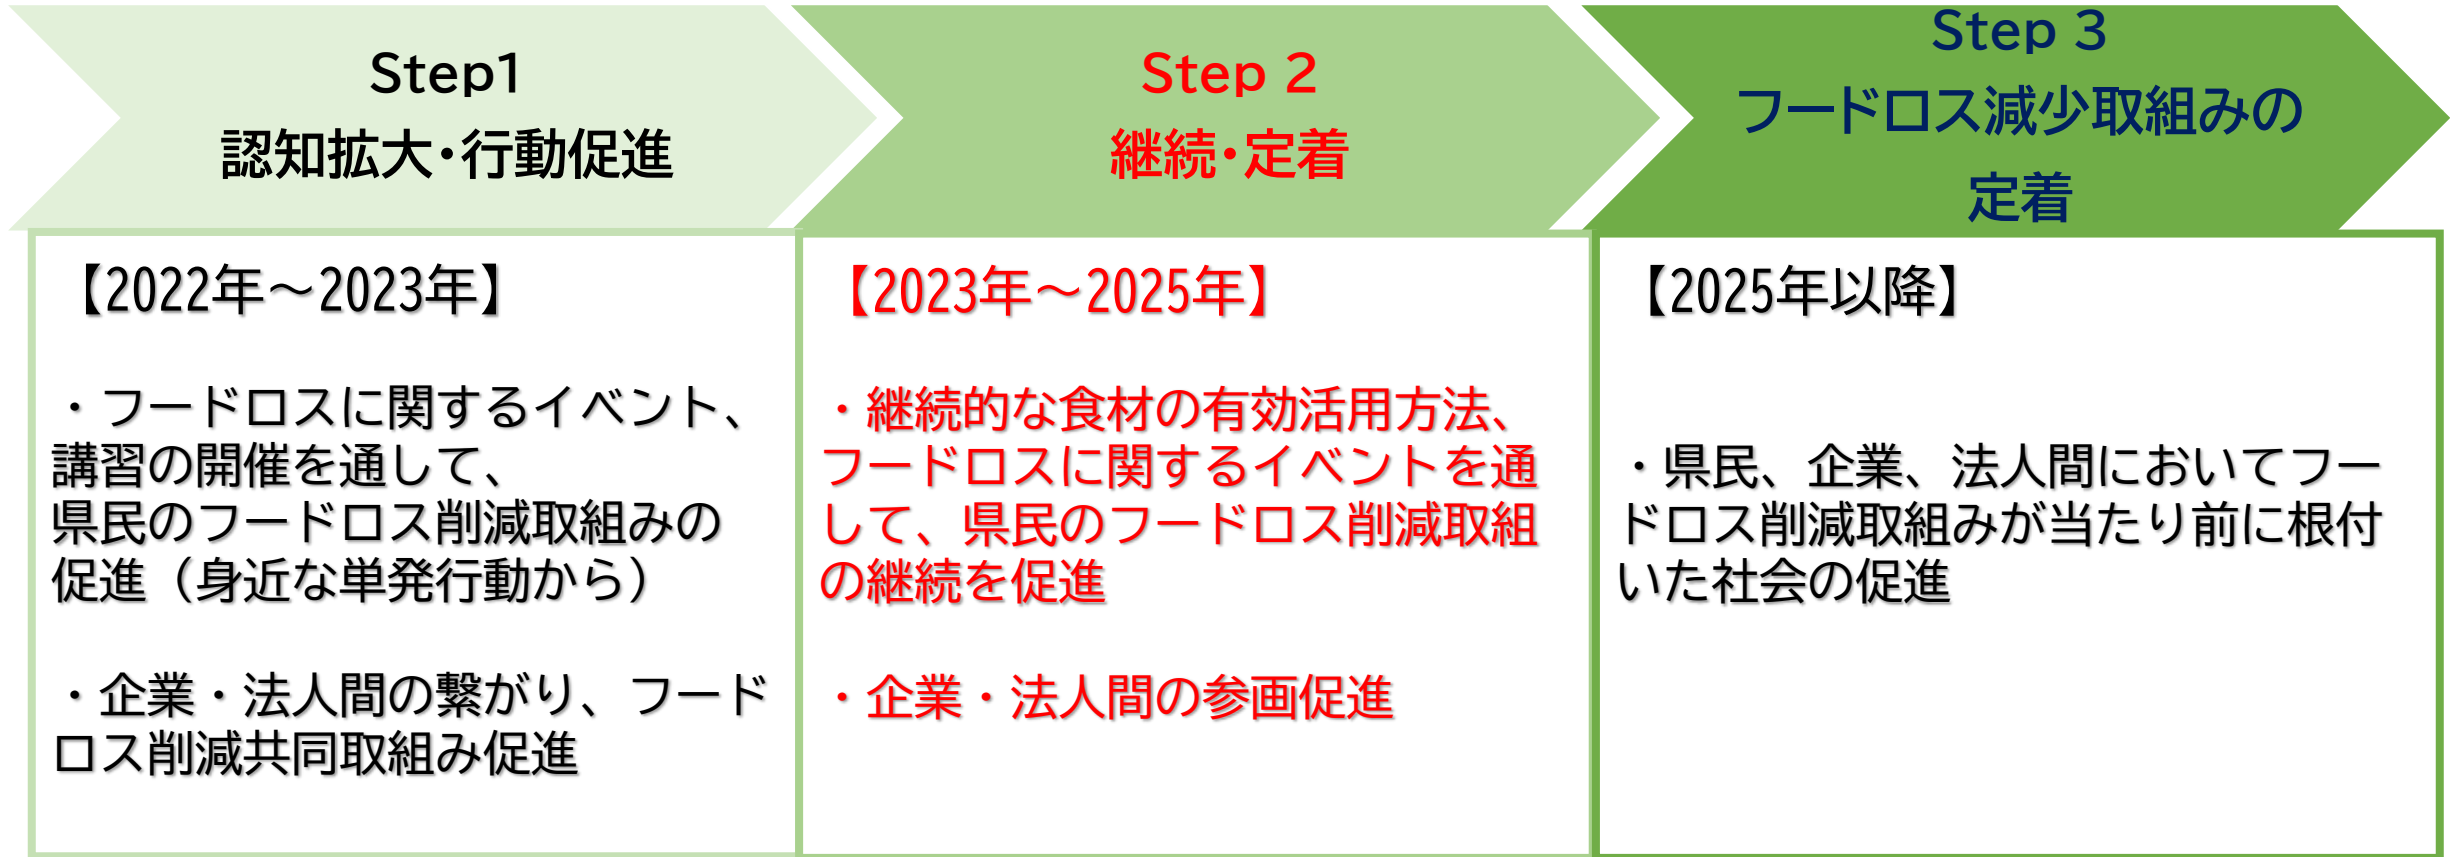 Step1
認知拡大・行動促進
【2022年～2023年】
・フードロスに関するイベント、
講習の開催を通して、
県民のフードロス削減取組みの
促進（身近な単発行動から）
・企業・法人間の繋がり、フード
ロス削減共同取組み促進
Step 2
継続・定着
【2023年～2025年】
・継続的な食材の有効活用方法、
フードロスに関するイベントを通
して、県民のフードロス削減取組
の継続を促進
・企業・法人間の参画促進
Step 3
フードロス減少取組みの
定着
【2025年以降】
・県民、企業、法人間においてフー
ドロス削減取組みが当たり前に根付
いた社会の促進